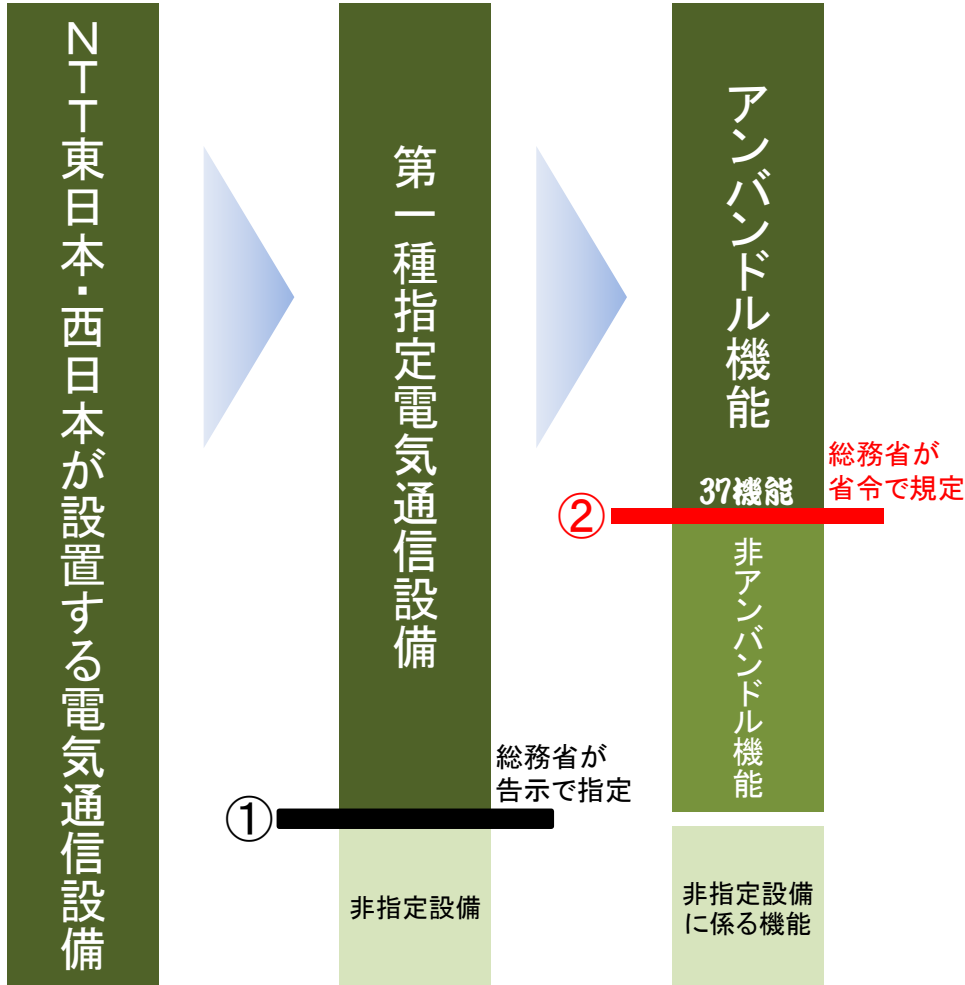 NTT東日本・西日本が設置する電気通信設備
第一種指定電気通信設備
①
総務省が
告示で指定
非指定設備
アンバンドル機能
37機能
②
総務省が
省令で規定
非アンバンドル機能
非指定設備
に係る機能